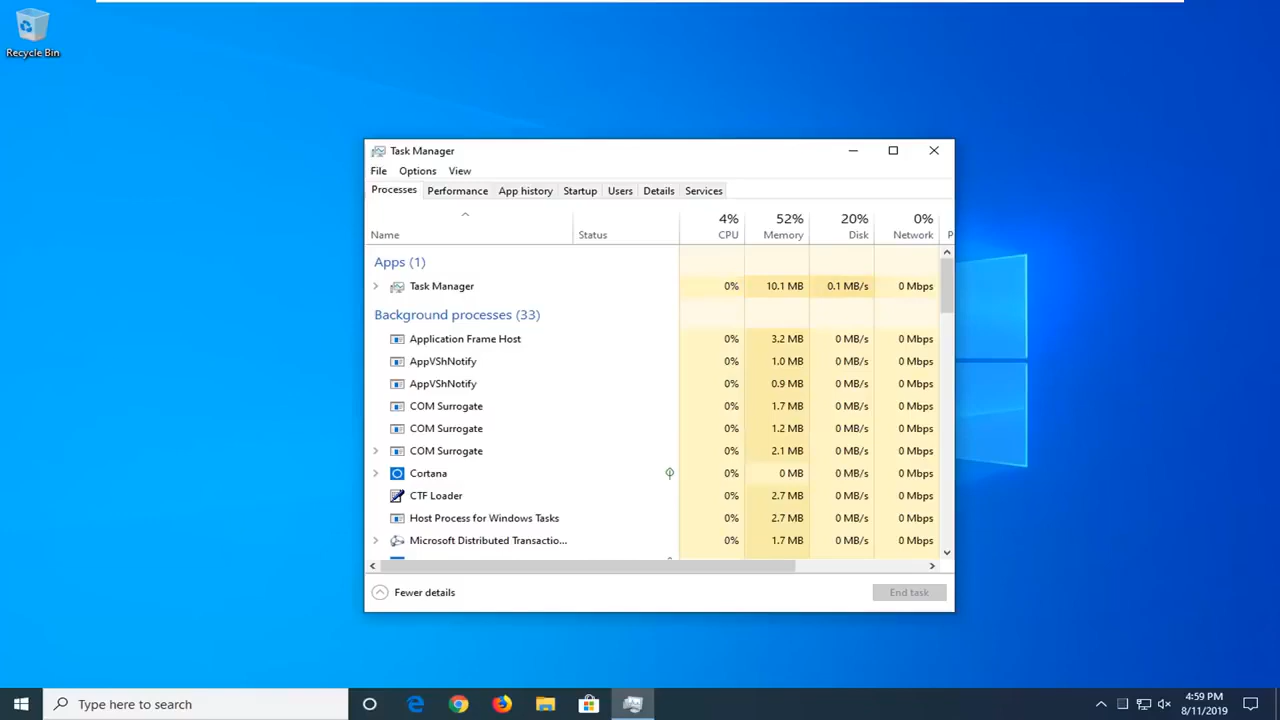 Recycle Bin
Task Manager
File Options View
Processes Performance App history Startup Users Details Services
4% 52% 20% 0%
Name Status CPU Memory Disk Network P
Apps (1)
Task Manager 0% 10.1 MB 0.1 MB/s 0 Mbps
Background processes (33)
Application Frame Host 0% 3.2 MB 0 MB/s 0 Mbps
AppVShNotify 0% 1.0 MB 0 MB/s 0 Mbps
AppVShNotify 0% 0.9 MB 0 MB/s 0 Mbps
COM Surrogate 0% 1.7 MB 0 MB/s 0 Mbps
COM Surrogate 0% 1.2 MB 0 MB/s 0 Mbps
COM Surrogate 0% 2.1 MB 0 MB/s 0 Mbps
Cortana 0% 0 MB 0 MB/s 0 Mbps
CTF Loader 0% 2.7 MB 0 MB/s 0 Mbps
Host Process for Windows Tasks 0% 2.7 MB 0 MB/s 0 Mbps
Microsoft Distributed Transactio... 0% 1.7 MB 0 MB/s 0 Mbps
Fewer details End task
Type here to search
4:59 PM
8/11/2019